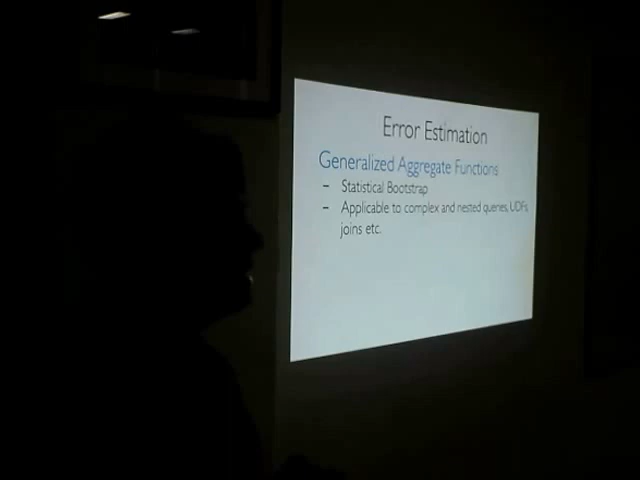 Error Estimation
Generalized Aggregate Functions
– Statistical Bootstrap
– Applicable to complex and nested queries, UDFs,
joins etc.